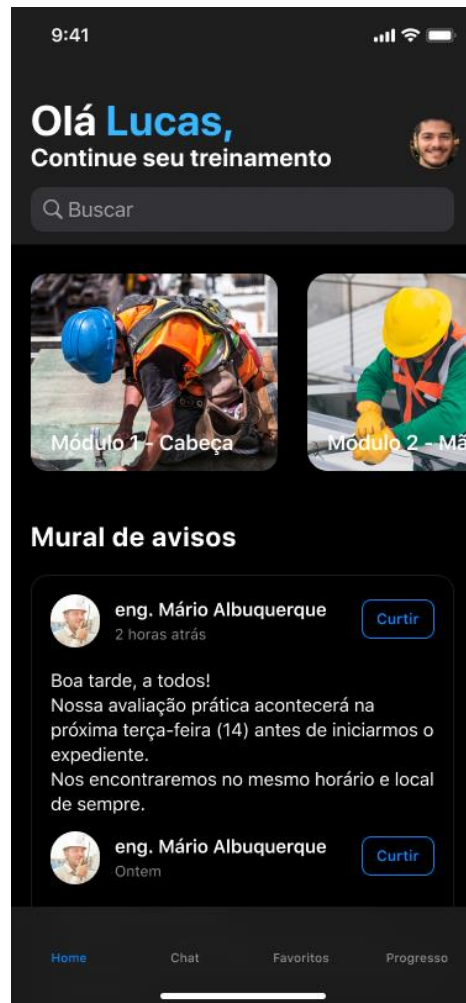 9:41
Olá Lucas,
Continue seu treinamento
Buscar
Módulo 1 - Cabeça
Módulo 2 - Mã
Mural de avisos
eng. Mário Albuquerque
Curtir
2 horas atrás
Boa tarde, a todos!
Nossa avaliação prática acontecerá na
próxima terça-feira (14) antes de iniciarmos o
expediente.
Nos encontraremos no mesmo horário e local
de sempre.
eng. Mário Albuquerque
Curtir
Ontem
Home
Chat
Favoritos
Progresso